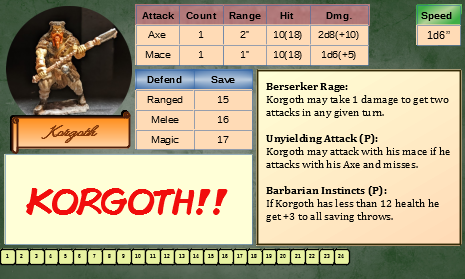 Attack Count Range Hit Dmg.
Axe 1 2" 10(18) 2d8(+10)
Mace 1 1" 10(18) 1d6(+5)
Speed
1d6"
Defend Save
Ranged 15
Melee 16
Magic 17
Korgoth
KORGOTH!!
Berserker Rage:
Korgoth may take 1 damage to get two
attacks in any given turn.
Unyielding Attack (P):
Korgoth may attack with his mace if he
attacks with his Axe and misses.
Barbarian Instincts (P):
If Korgoth has less than 12 health he
get +3 to all saving throws.
1 2 3 4 5 6 7 8 9 10 11 12 13 14 15 16 17 18 19 20 21 22 23 24